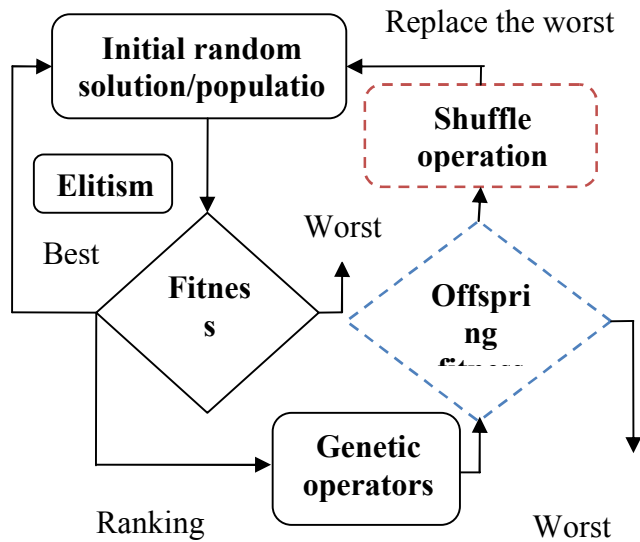 Replace the worst
Initial random
solution/populatio
Shuffle
operation
Elitism
Worst
Best
Fitnes
s
Offspri
ng
fitness
Genetic
operators
Ranking
Worst